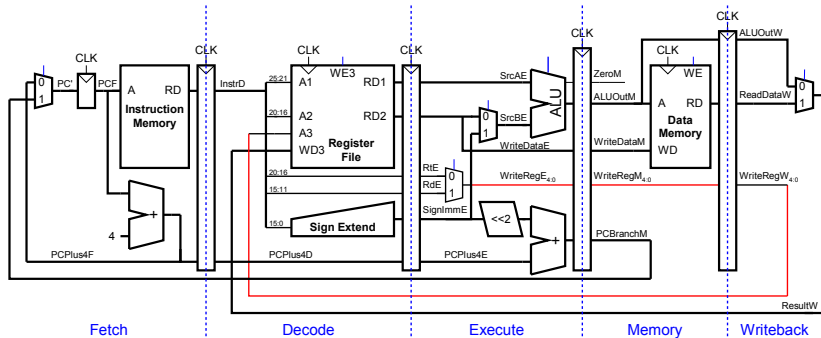 CLK
CLK
CLK
CLK
CLK
ALUOutW
0
1
PC'
PCF
A
RD
Instruction
Memory
InstrD
25:21
20:16
A1
A2
A3
WD3
WE3
RD1
RD2
Register
File
CLK
SrcAE
0
1
SrcBE
ALU
ZeroM
ALUOutM
CLK
WE
A
RD
Data
Memory
WD
ReadDataW
0
1
WriteDataE
WriteDataM
20:16
RtE
0
15:11
RdE
1
WriteRegE4:0
WriteRegM4:0
WriteRegW4:0
+
4
15:0
Sign Extend
SignImmE
<<2
+
PCBranchM
PCPlus4F
PCPlus4D
PCPlus4E
ResultW
Fetch
Decode
Execute
Memory
Writeback